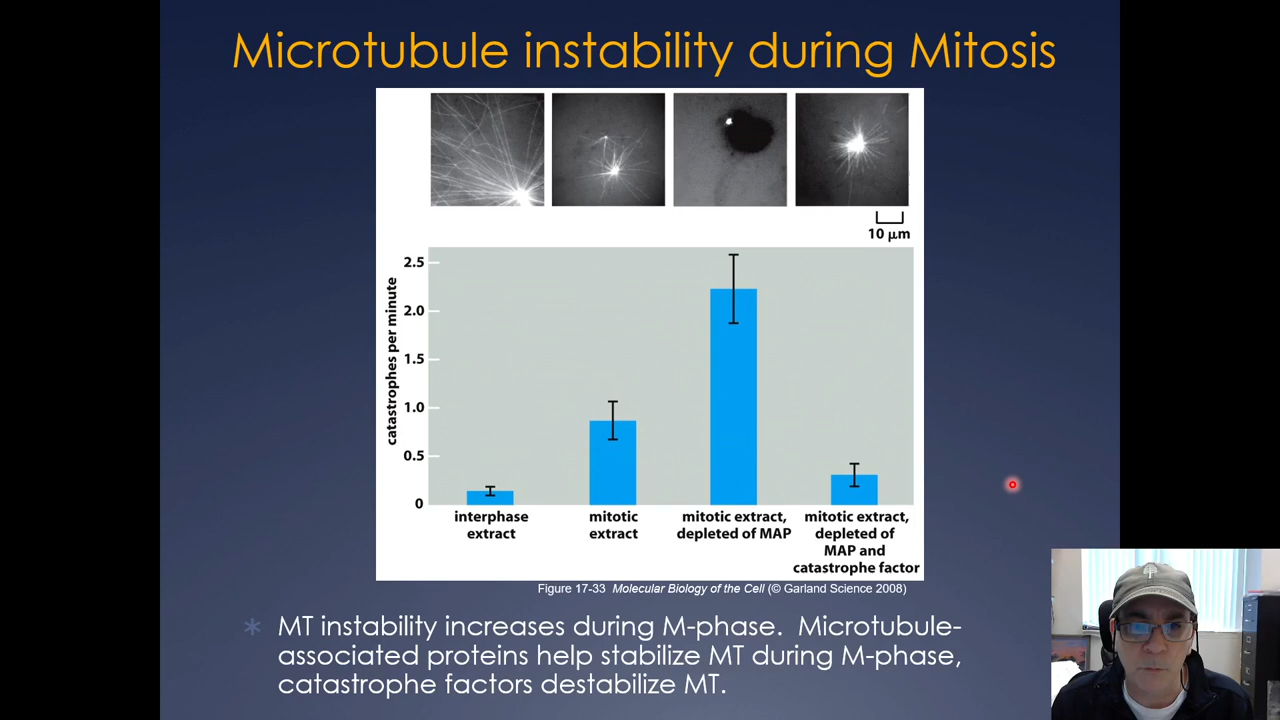 Microtubule instability during Mitosis
10 µm
catastrophes per minute
2.5
2.0
1.5
1.0
0.5
0
interphase
extract
mitotic
extract
mitotic extract,
depleted of MAP
mitotic extract,
depleted of
MAP and
catastrophe factor
Figure 17-33 Molecular Biology of the Cell (© Garland Science 2008)
* MT instability increases during M-phase. Microtubule-
associated proteins help stabilize MT during M-phase,
catastrophe factors destabilize MT.